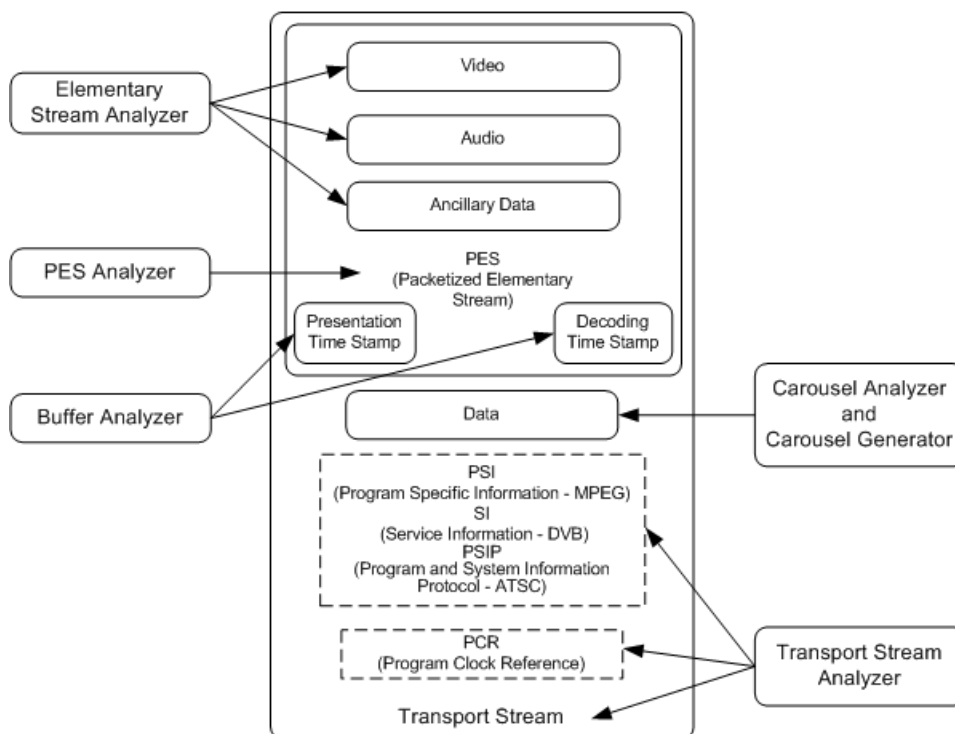 Video
Elementary
Stream Analyzer
Audio
Ancillary Data
PES Analyzer
PES
(Packetized Elementary
Stream)
Presentation
Time Stamp
Decoding
Time Stamp
Buffer Analyzer
Data
Carousel Analyzer
and
Carousel Generator
PSI
(Program Specific Information - MPEG)
SI
(Service Information - DVB)
PSIP
(Program and System Information
Protocol - ATSC)
PCR
(Program Clock Reference)
Transport Stream
Analyzer
Transport Stream